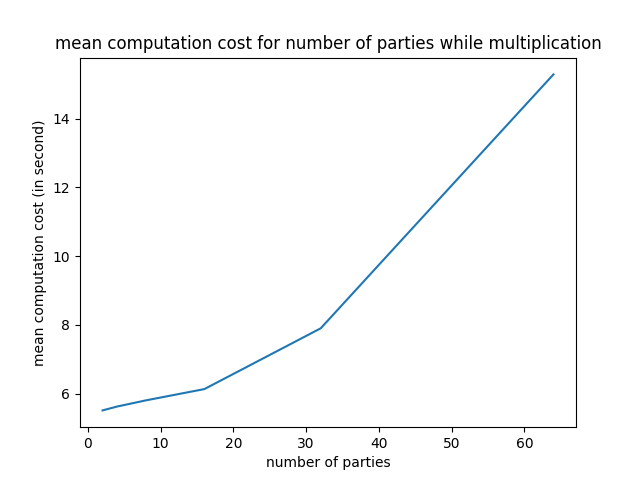 mean computation cost for number of parties while multiplication
mean computation cost (in second)
14
12
10
8
6
0 10 20 30 40 50 60
number of parties